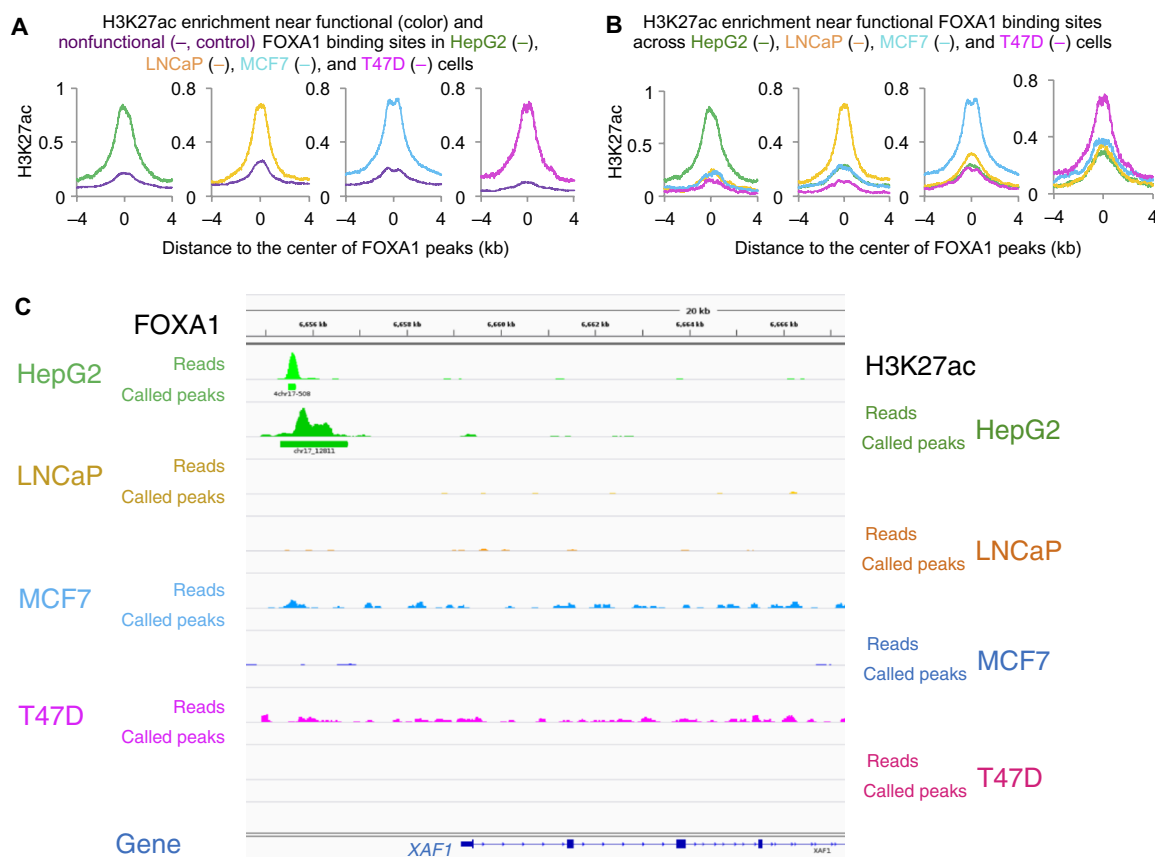 A
H3K27ac enrichment near functional (color) and
nonfunctional (–, control) FOXA1 binding sites in HepG2 (–),
LNCaP (–), MCF7 (–), and T47D (–) cells
H3K27ac
1
0.5
0
–4 0 4
0.8
0.4
0
–4 0 4
0.8
0.4
0
–4 0 4
0.8
0.4
0
–4 0 4
Distance to the center of FOXA1 peaks (kb)
B
H3K27ac enrichment near functional FOXA1 binding sites
across HepG2 (–), LNCaP (–), MCF7 (–), and T47D (–) cells
H3K27ac
1
0.5
0
–4 0 4
0.8
0.4
0
–4 0 4
0.8
0.4
0
–4 0 4
0.8
0.4
0
–4 0 4
Distance to the center of FOXA1 peaks (kb)
C
FOXA1
20 kb
6,656 kb 6,658 kb 6,660 kb 6,662 kb 6,664 kb 6,666 kb
HepG2
Reads
Called peaks
4chr17-508
chr17_12811
LNCaP
Reads
Called peaks
MCF7
Reads
Called peaks
T47D
Reads
Called peaks
H3K27ac
Reads
Called peaks
HepG2
Reads
Called peaks
LNCaP
Reads
Called peaks
MCF7
Reads
Called peaks
T47D
Gene
XAF1
XAF1